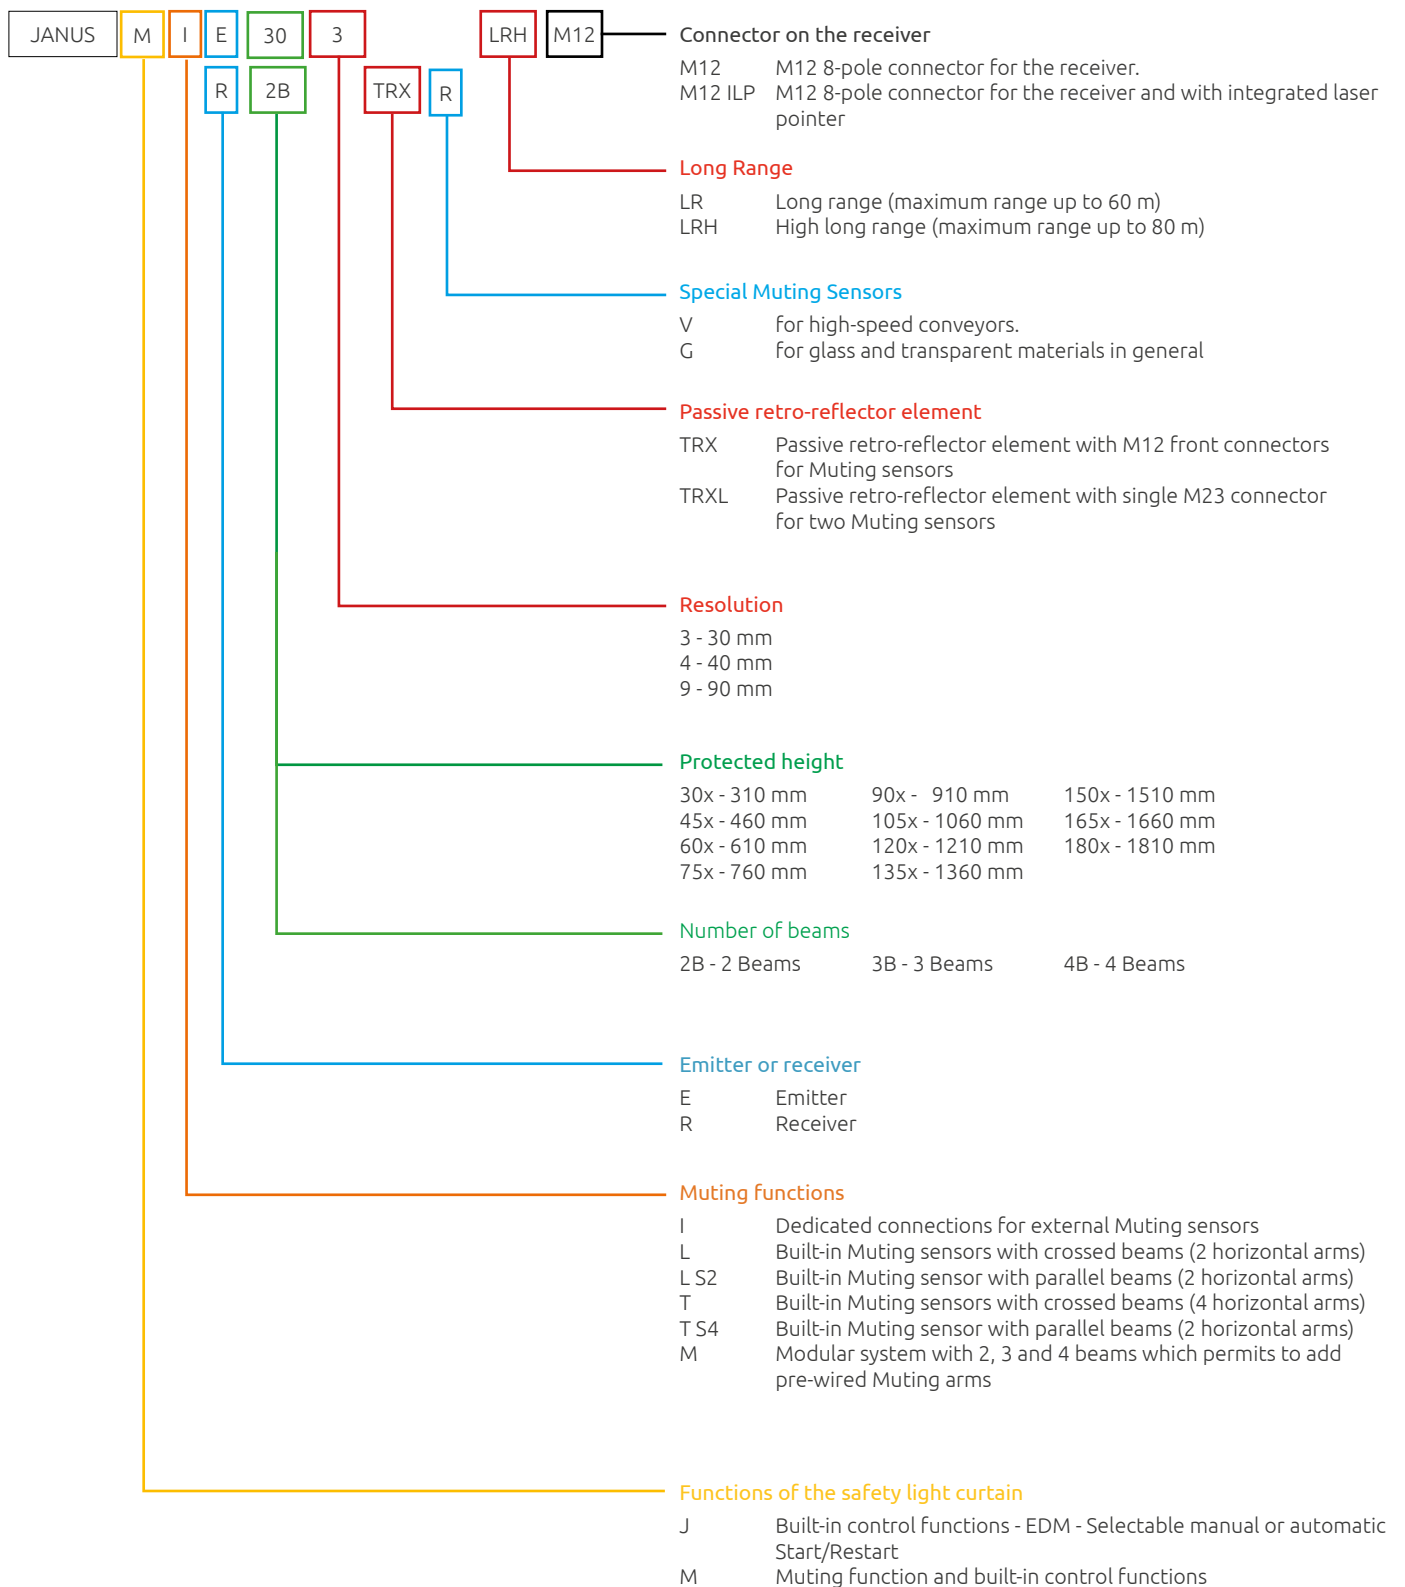 JANUS M I E 30 3 LRH M12
R 2B TRX R
Connector on the receiver
M12 M12 8-pole connector for the receiver.
M12 ILP M12 8-pole connector for the receiver and with integrated laser
pointer
Long Range
LR Long range (maximum range up to 60 m)
LRH High long range (maximum range up to 80 m)
Special Muting Sensors
V for high-speed conveyors.
G for glass and transparent materials in general
Passive retro-reflector element
TRX Passive retro-reflector element with M12 front connectors
for Muting sensors
TRXL Passive retro-reflector element with single M23 connector
for two Muting sensors
Resolution
3 - 30 mm
4 - 40 mm
9 - 90 mm
Protected height
30x - 310 mm 90x - 910 mm 150x - 1510 mm
45x - 460 mm 105x - 1060 mm 165x - 1660 mm
60x - 610 mm 120x - 1210 mm 180x - 1810 mm
75x - 760 mm 135x - 1360 mm
Number of beams
2B - 2 Beams 3B - 3 Beams 4B - 4 Beams
Emitter or receiver
E Emitter
R Receiver
Muting functions
I Dedicated connections for external Muting sensors
L Built-in Muting sensors with crossed beams (2 horizontal arms)
L S2 Built-in Muting sensor with parallel beams (2 horizontal arms)
T Built-in Muting sensors with crossed beams (4 horizontal arms)
T S4 Built-in Muting sensor with parallel beams (2 horizontal arms)
M Modular system with 2, 3 and 4 beams which permits to add
pre-wired Muting arms
Functions of the safety light curtain
J Built-in control functions - EDM - Selectable manual or automatic
Start/Restart
M Muting function and built-in control functions